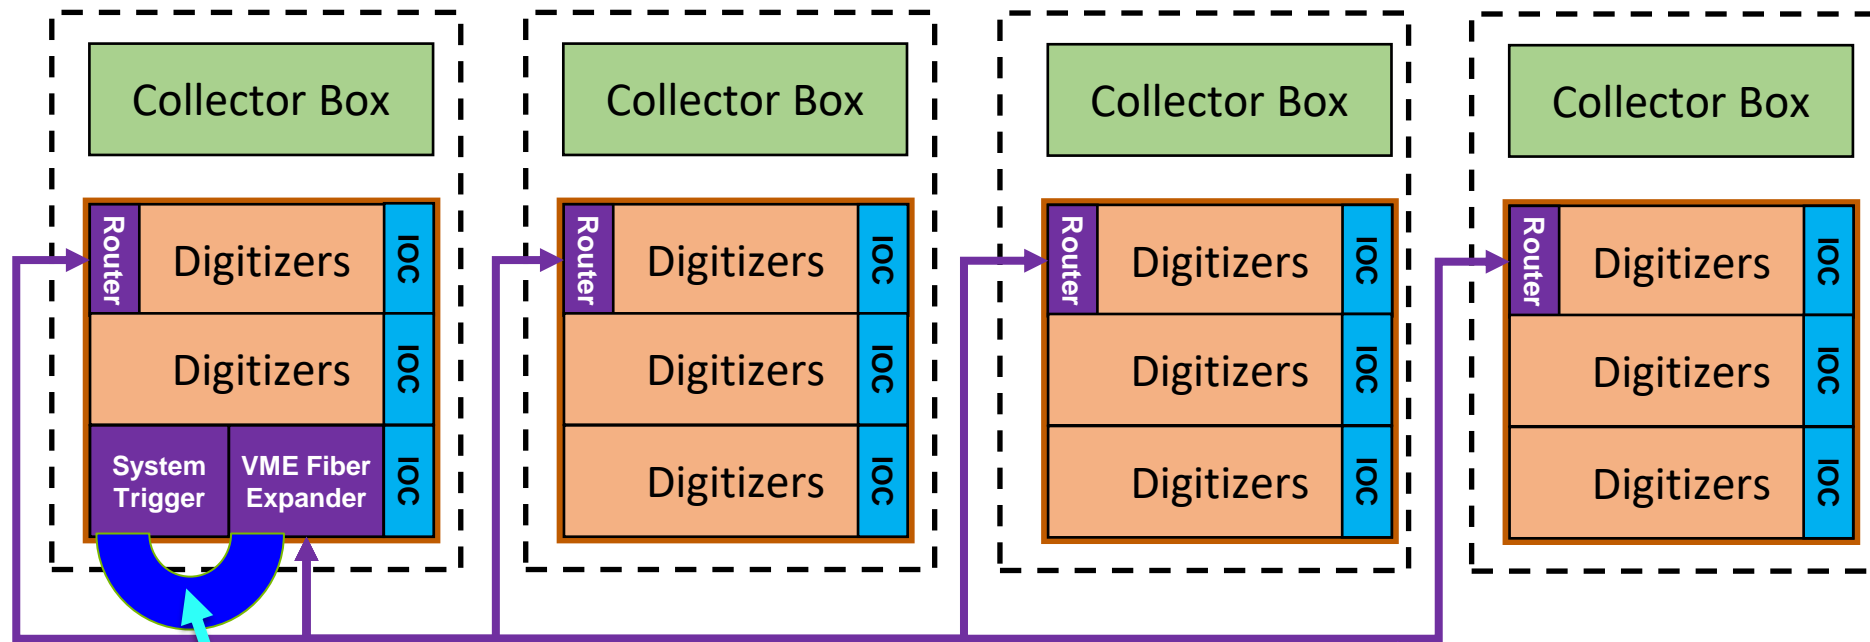 Collector Box
Collector Box
Collector Box
Collector Box
Router
Digitizers
IOC
Router
Digitizers
IOC
Router
Digitizers
IOC
Router
Digitizers
IOC
Digitizers
IOC
Digitizers
IOC
Digitizers
IOC
Digitizers
IOC
System
Trigger
VME Fiber
Expander
IOC
Digitizers
IOC
Digitizers
IOC
Digitizers
IOC